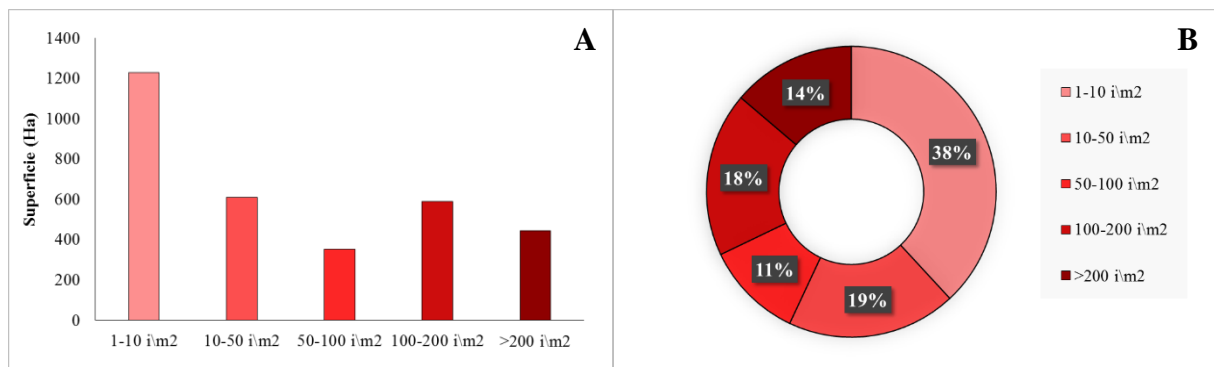 A
1400
1200
1000
800
600
400
200
0
Superficie (Ha)
1-10 i\m2 10-50 i\m2 50-100 i\m2 100-200 i\m2 >200 i\m2
B
14%
38%
18%
11%
19%
1-10 i\m2
10-50 i\m2
50-100 i\m2
100-200 i\m2
>200 i\m2